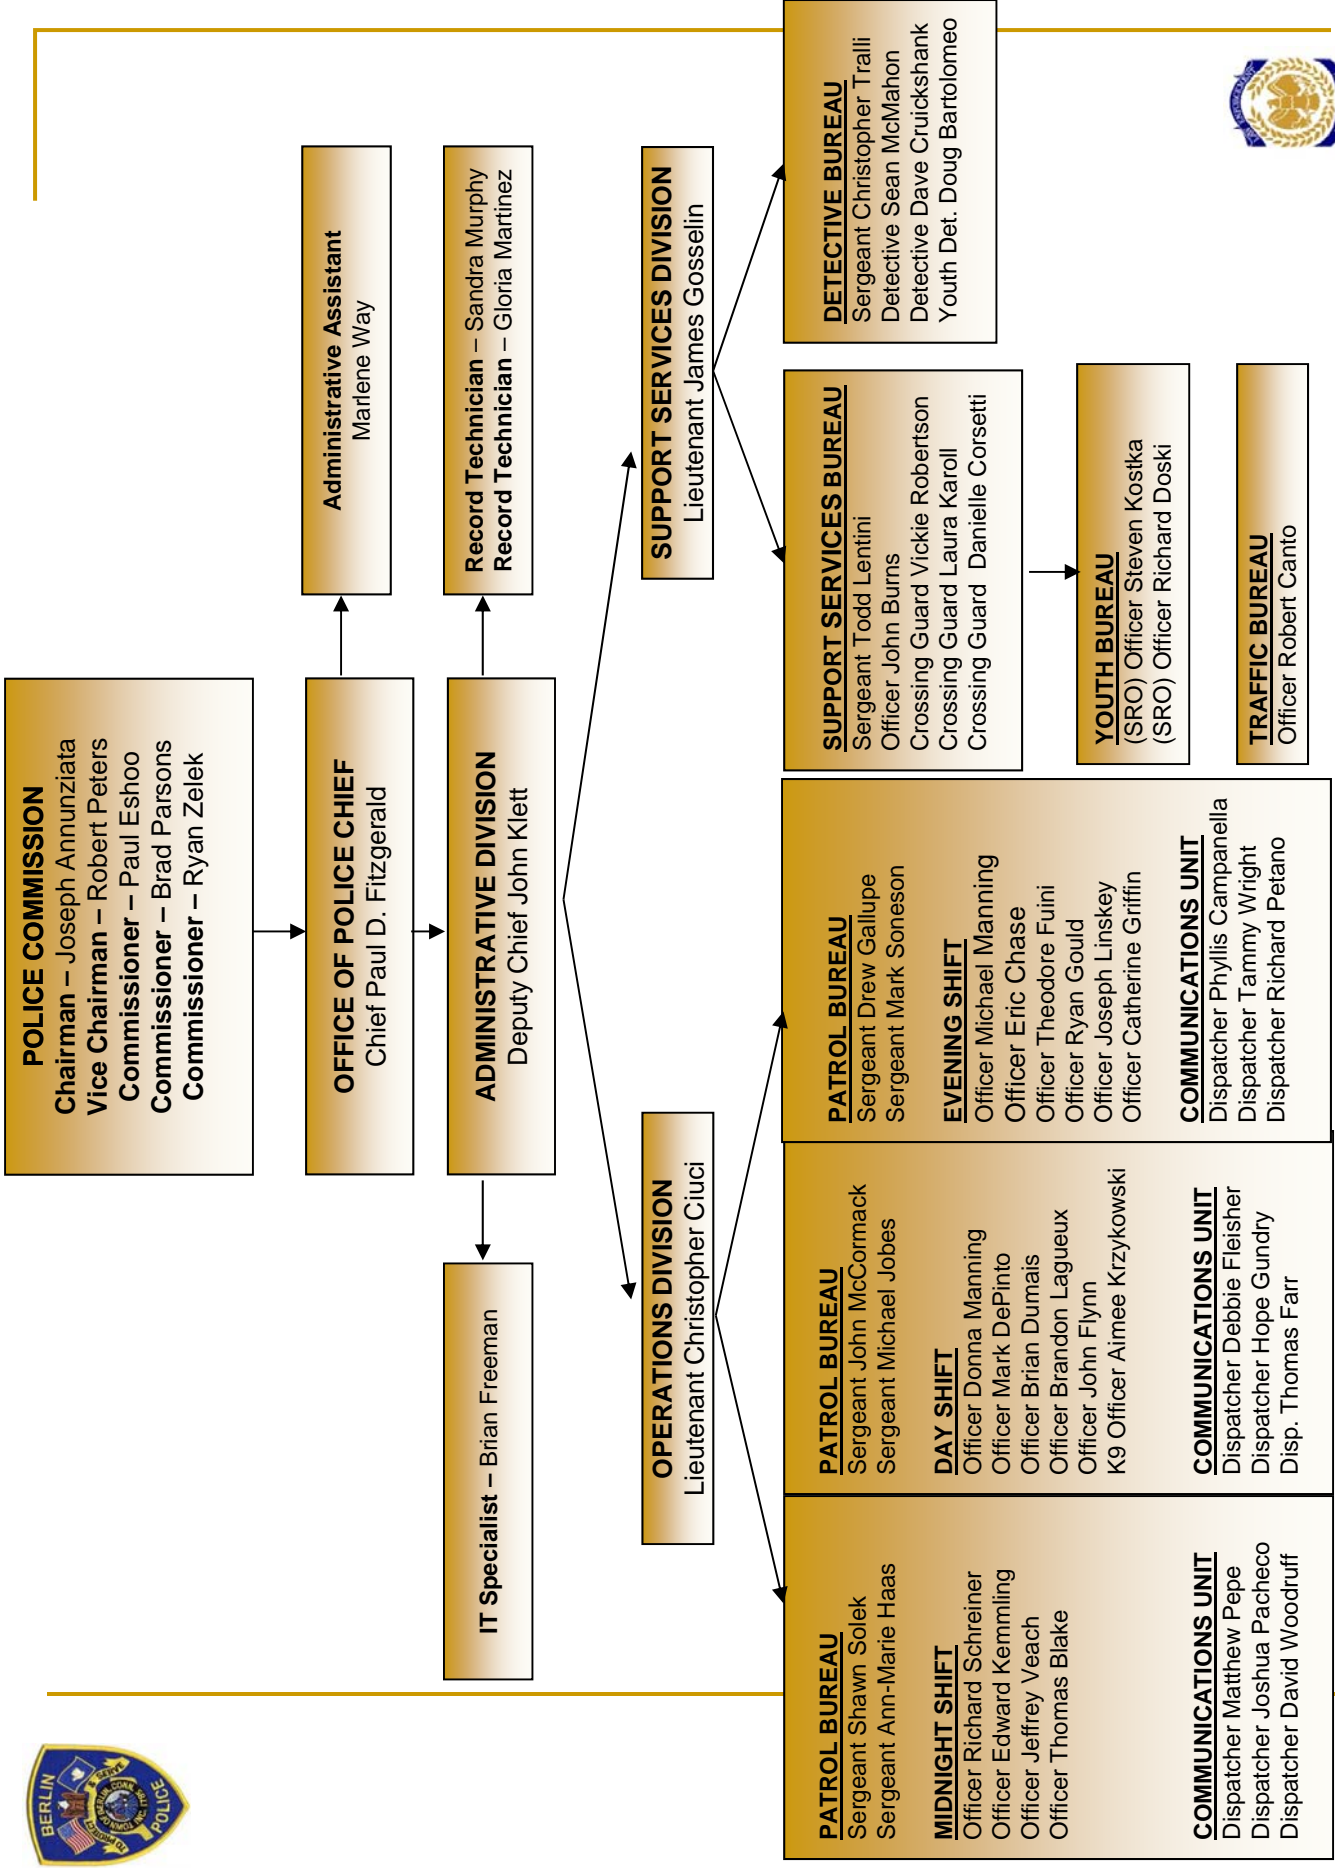 BERLIN
POLICE
POLICE COMMISSION
Chairman – Joseph Annunziata
Vice Chairman – Robert Peters
Commissioner – Paul Eshoo
Commissioner – Brad Parsons
Commissioner – Ryan Zelek
OFFICE OF POLICE CHIEF
Chief Paul D. Fitzgerald
Administrative Assistant
Marlene Way
ADMINISTRATIVE DIVISION
Deputy Chief John Klett
IT Specialist – Brian Freeman
Record Technician – Sandra Murphy
Record Technician – Gloria Martinez
OPERATIONS DIVISION
Lieutenant Christopher Ciuci
SUPPORT SERVICES DIVISION
Lieutenant James Gosselin
PATROL BUREAU
Sergeant Shawn Solek
Sergeant Ann-Marie Haas
MIDNIGHT SHIFT
Officer Richard Schreiner
Officer Edward Kemmling
Officer Jeffrey Veach
Officer Thomas Blake
COMMUNICATIONS UNIT
Dispatcher Matthew Pepe
Dispatcher Joshua Pacheco
Dispatcher David Woodruff
PATROL BUREAU
Sergeant John McCormack
Sergeant Michael Jobes
DAY SHIFT
Officer Donna Manning
Officer Mark DePinto
Officer Brian Dumais
Officer Brandon Lagueux
Officer John Flynn
K9 Officer Aimee Krzykowski
COMMUNICATIONS UNIT
Dispatcher Debbie Fleisher
Dispatcher Hope Gundry
Disp. Thomas Farr
PATROL BUREAU
Sergeant Drew Gallupe
Sergeant Mark Soneson
EVENING SHIFT
Officer Michael Manning
Officer Eric Chase
Officer Theodore Fuini
Officer Ryan Gould
Officer Joseph Linskey
Officer Catherine Griffin
COMMUNICATIONS UNIT
Dispatcher Phyllis Campanella
Dispatcher Tammy Wright
Dispatcher Richard Petano
SUPPORT SERVICES BUREAU
Sergeant Todd Lentini
Officer John Burns
Crossing Guard Vickie Robertson
Crossing Guard Laura Karoll
Crossing Guard Danielle Corsetti
YOUTH BUREAU
(SRO) Officer Steven Kostka
(SRO) Officer Richard Doski
TRAFFIC BUREAU
Officer Robert Canto
DETECTIVE BUREAU
Sergeant Christopher Tralli
Detective Sean McMahon
Detective Dave Cruickshank
Youth Det. Doug Bartolomeo